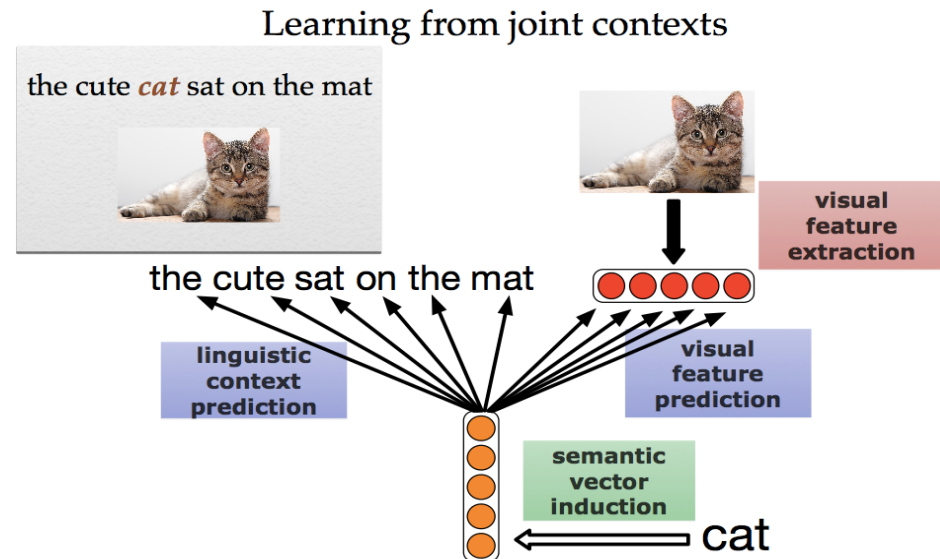 Learning from joint contexts
the cute cat sat on the mat
visual
feature
extraction
the cute sat on the mat
linguistic
context
prediction
visual
feature
prediction
semantic
vector
induction
cat